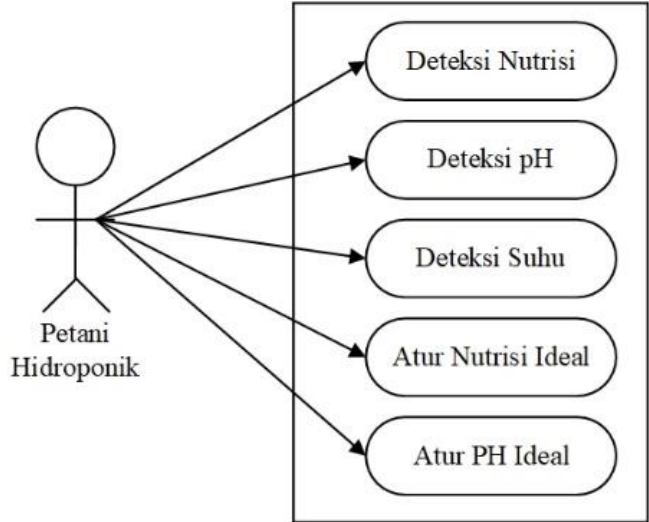 Deteksi Nutrisi
Deteksi pH
Deteksi Suhu
Atur Nutrisi Ideal
Atur PH Ideal
Petani
Hidroponik